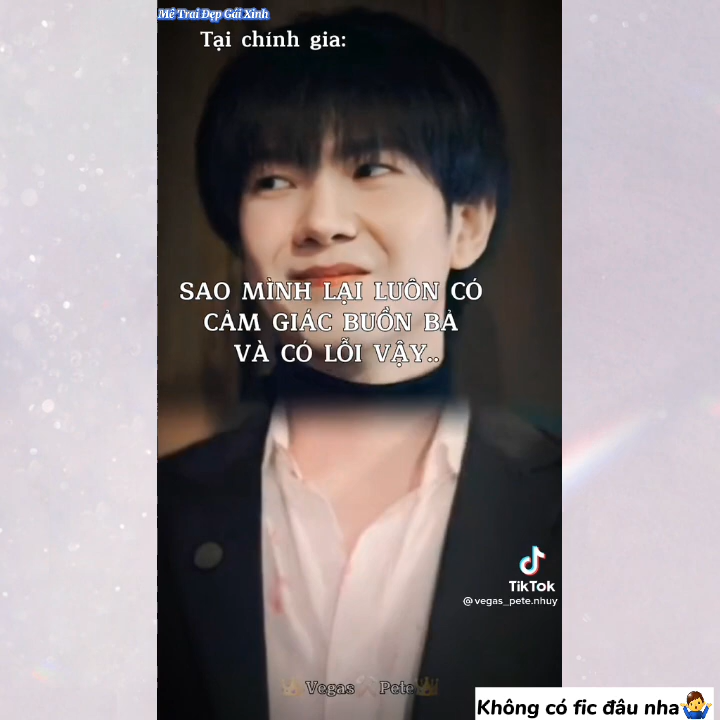 Mê Trai Đẹp Gái Xinh
Tại chính gia:
SAO MÌNH LẠI LUÔN CÓ
CẢM GIÁC BUỒN BẢ
VÀ CÓ LỖI VẬY..
TikTok
@vegas_pete.nhuy
Vegas Pete
Không có fic đâu nha